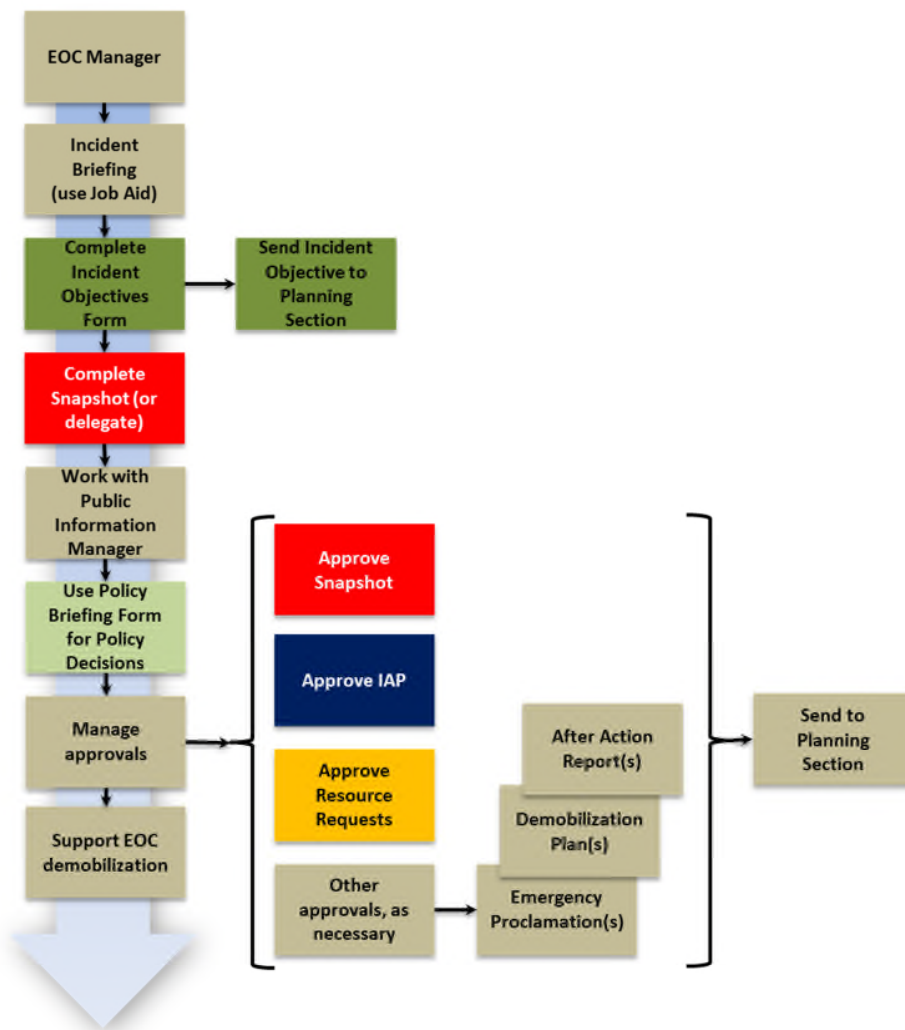 EOC Manager
Incident
Briefing
(use Job Aid)
Complete
Incident
Objectives
Form
Send Incident
Objective to
Planning
Section
Complete
Snapshot (or
delegate)
Work with
Public
Information
Manager
Use Policy
Briefing Form
for Policy
Decisions
Manage
approvals
Support EOC
demobilization
Approve
Snapshot
Approve IAP
Approve
Resource
Requests
Other
approvals, as
necessary
After Action
Report(s)
Demobilization
Plan(s)
Emergency
Proclamation(s)
Send to
Planning
Section